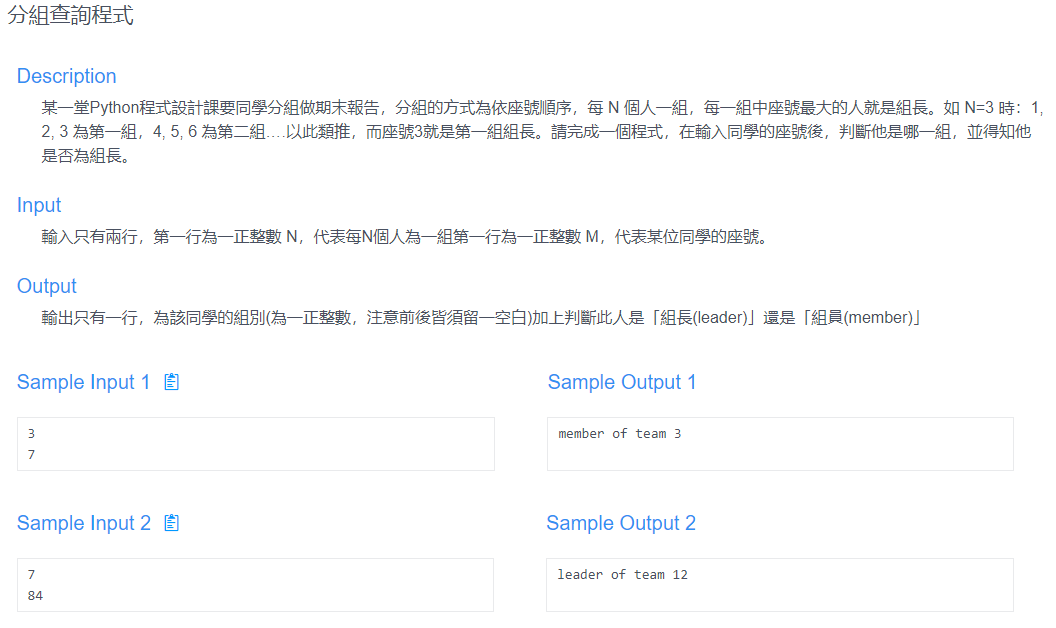 分組查詢程式
Description
某一堂Python程式設計課要同學分組做期末報告，分組的方式為依座號順序，每 N 個人一組，每一組中座號最大的人就是組長。如 N=3 時：1,
2, 3 為第一組，4, 5, 6 為第二組....以此類推，而座號3就是第一組組長。請完成一個程式，在輸入同學的座號後，判斷他是哪一組，並得知他
是否為組長。
Input
輸入只有兩行，第一行為一正整數 N，代表每N個人為一組第一行為一正整數 M，代表某位同學的座號。
Output
輸出只有一行，為該同學的組別(為一正整數，注意前後皆須留一空白)加上判斷此人是「組長(leader)」還是「組員(member)」
Sample Input 1
Sample Output 1
3
7
member of team 3
Sample Input 2
Sample Output 2
7
84
leader of team 12